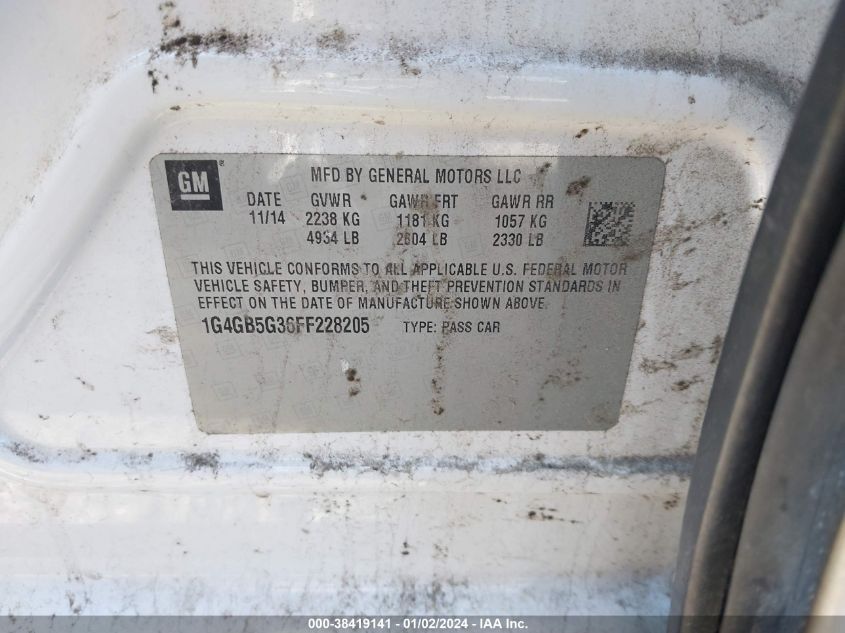 GM ® MFD BY GENERAL MOTORS LLC
DATE GVWR GAWR FRT GAWR RR
11/14 2238 KG 1181 KG 1057 KG
4934 LB 2604 LB 2330 LB
THIS VEHICLE CONFORMS TO ALL APPLICABLE U.S. FEDERAL MOTOR
VEHICLE SAFETY, BUMPER, AND THEFT PREVENTION STANDARDS IN
EFFECT ON THE DATE OF MANUFACTURE SHOWN ABOVE.
1G4GB5G36FF228205 TYPE: PASS CAR
000-38419141 - 01/02/2024 - IAA Inc.